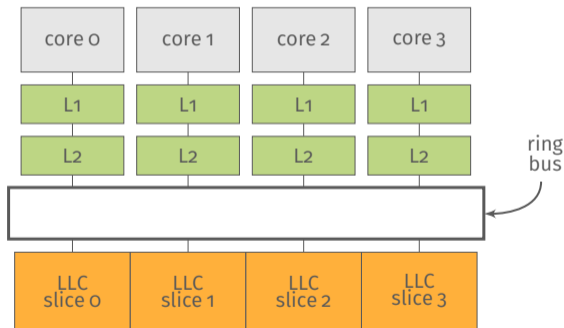 core 0
core 1
core 2
core 3
L1
L1
L1
L1
L2
L2
L2
L2
ring
bus
LLC
slice 0
LLC
slice 1
LLC
slice 2
LLC
slice 3